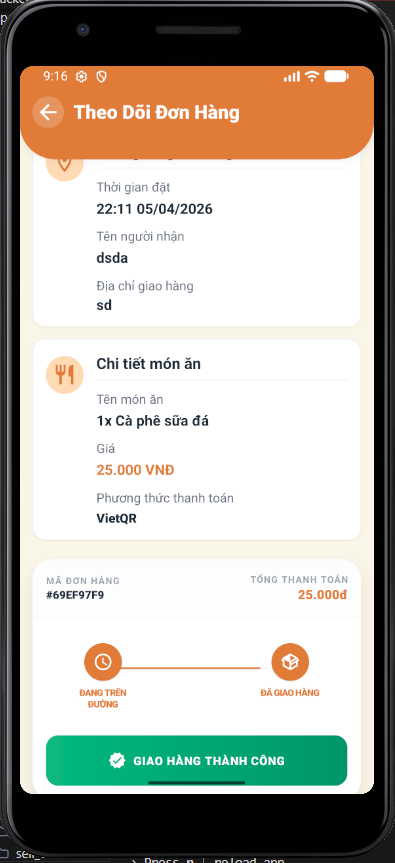 9:16
Theo Dõi Đơn Hàng
Thời gian đặt
22:11 05/04/2026
Tên người nhận
dsda
Địa chỉ giao hàng
sd
Chi tiết món ăn
Tên món ăn
1x Cà phê sữa đá
Giá
25.000 VNĐ
Phương thức thanh toán
VietQR
MÃ ĐƠN HÀNG
TỔNG THANH TOÁN
#69EF97F9
25.000đ
ĐANG TRÊN
ĐƯỜNG
ĐÃ GIAO HÀNG
GIAO HÀNG THÀNH CÔNG